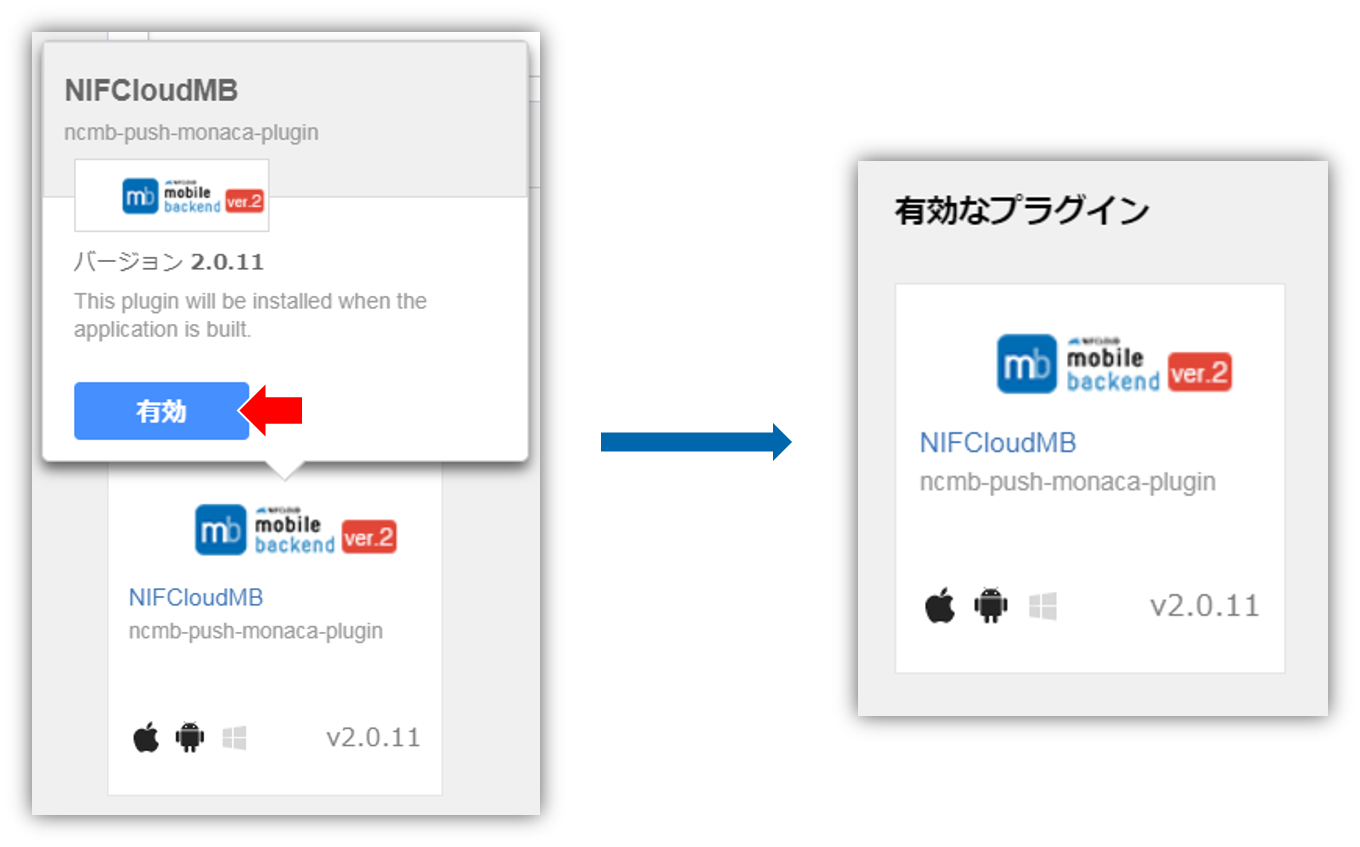 NIFCloudMB
ncmb-push-monaca-plugin
mb
NIFCLOUD
mobile
backend ver.2
バージョン 2.0.11
This plugin will be installed when the
application is built.
有効
mb
NIFCLOUD
mobile
backend ver.2
NIFCloudMB
ncmb-push-monaca-plugin
v2.0.11
有効なプラグイン
mb
NIFCLOUD
mobile
backend ver.2
NIFCloudMB
ncmb-push-monaca-plugin
v2.0.11